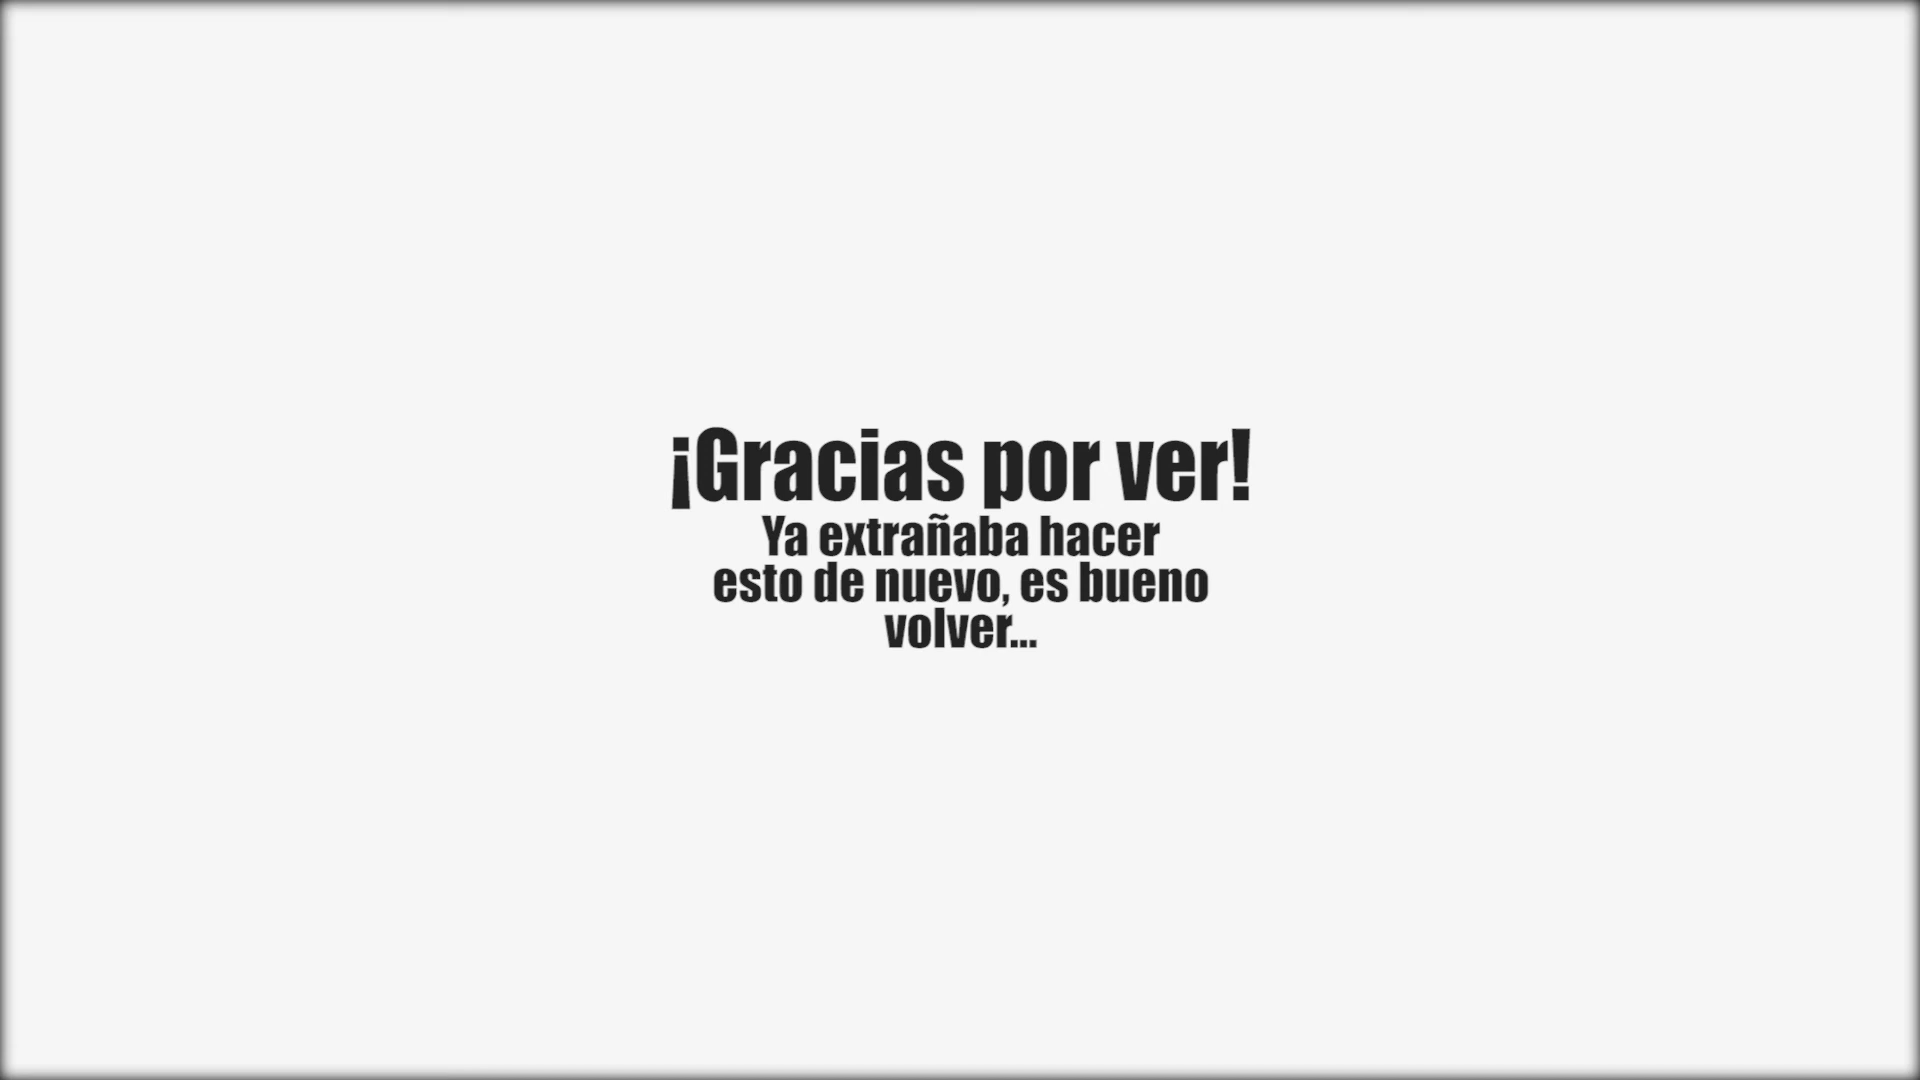 ¡Gracias por ver!
Ya extrañaba hacer
esto de nuevo, es bueno
volver...